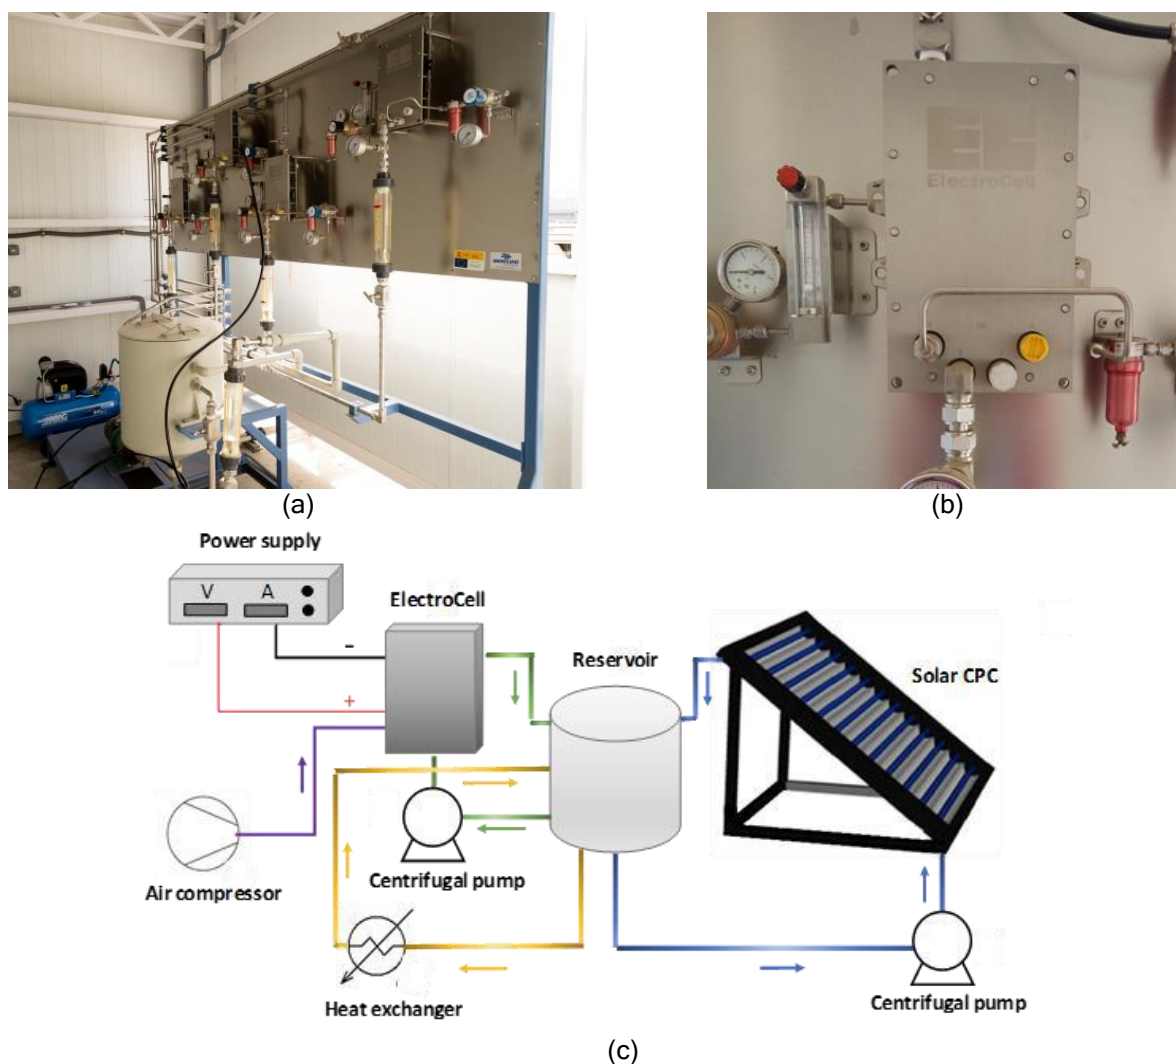 ElectroCell
(a)
(b)
Power supply
V
A
ElectroCell
Reservoir
Solar CPC
-
+
Air compressor
Centrifugal pump
Heat exchanger
Centrifugal pump
(c)